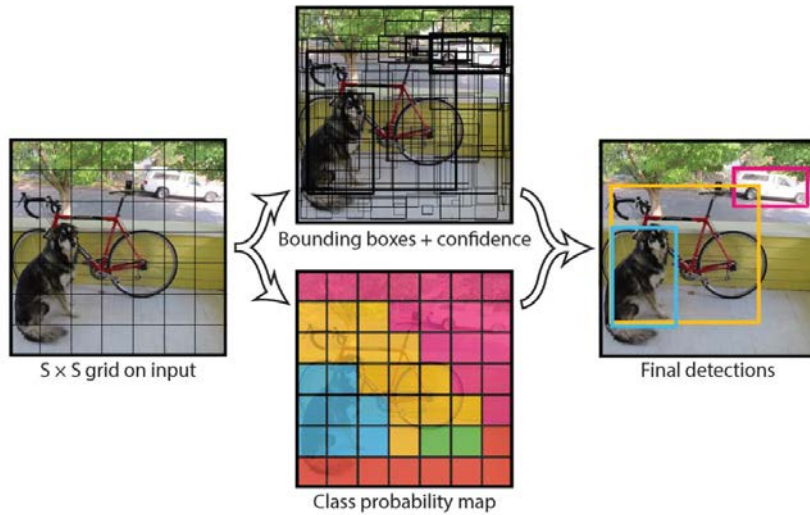 Bounding boxes + confidence
S × S grid on input
Final detections
Class probability map